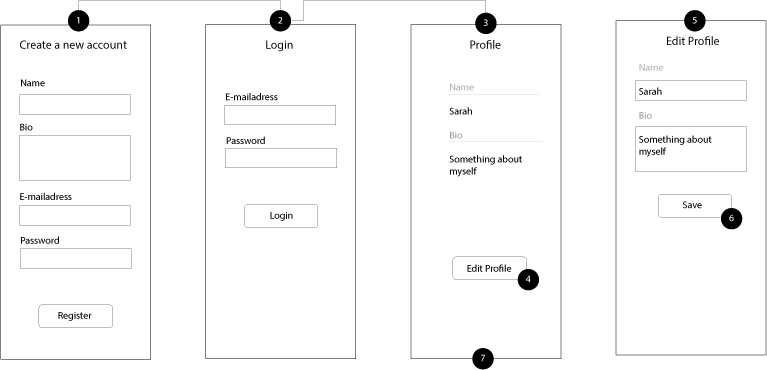 1
Create a new account
Name
Bio
E-mailadress
Password
Register
2
Login
E-mailadress
Password
Login
3
Profile
Name
Sarah
Bio
Something about
myself
Edit Profile
4
7
5
Edit Profile
Name
Sarah
Bio
Something about
myself
Save
6